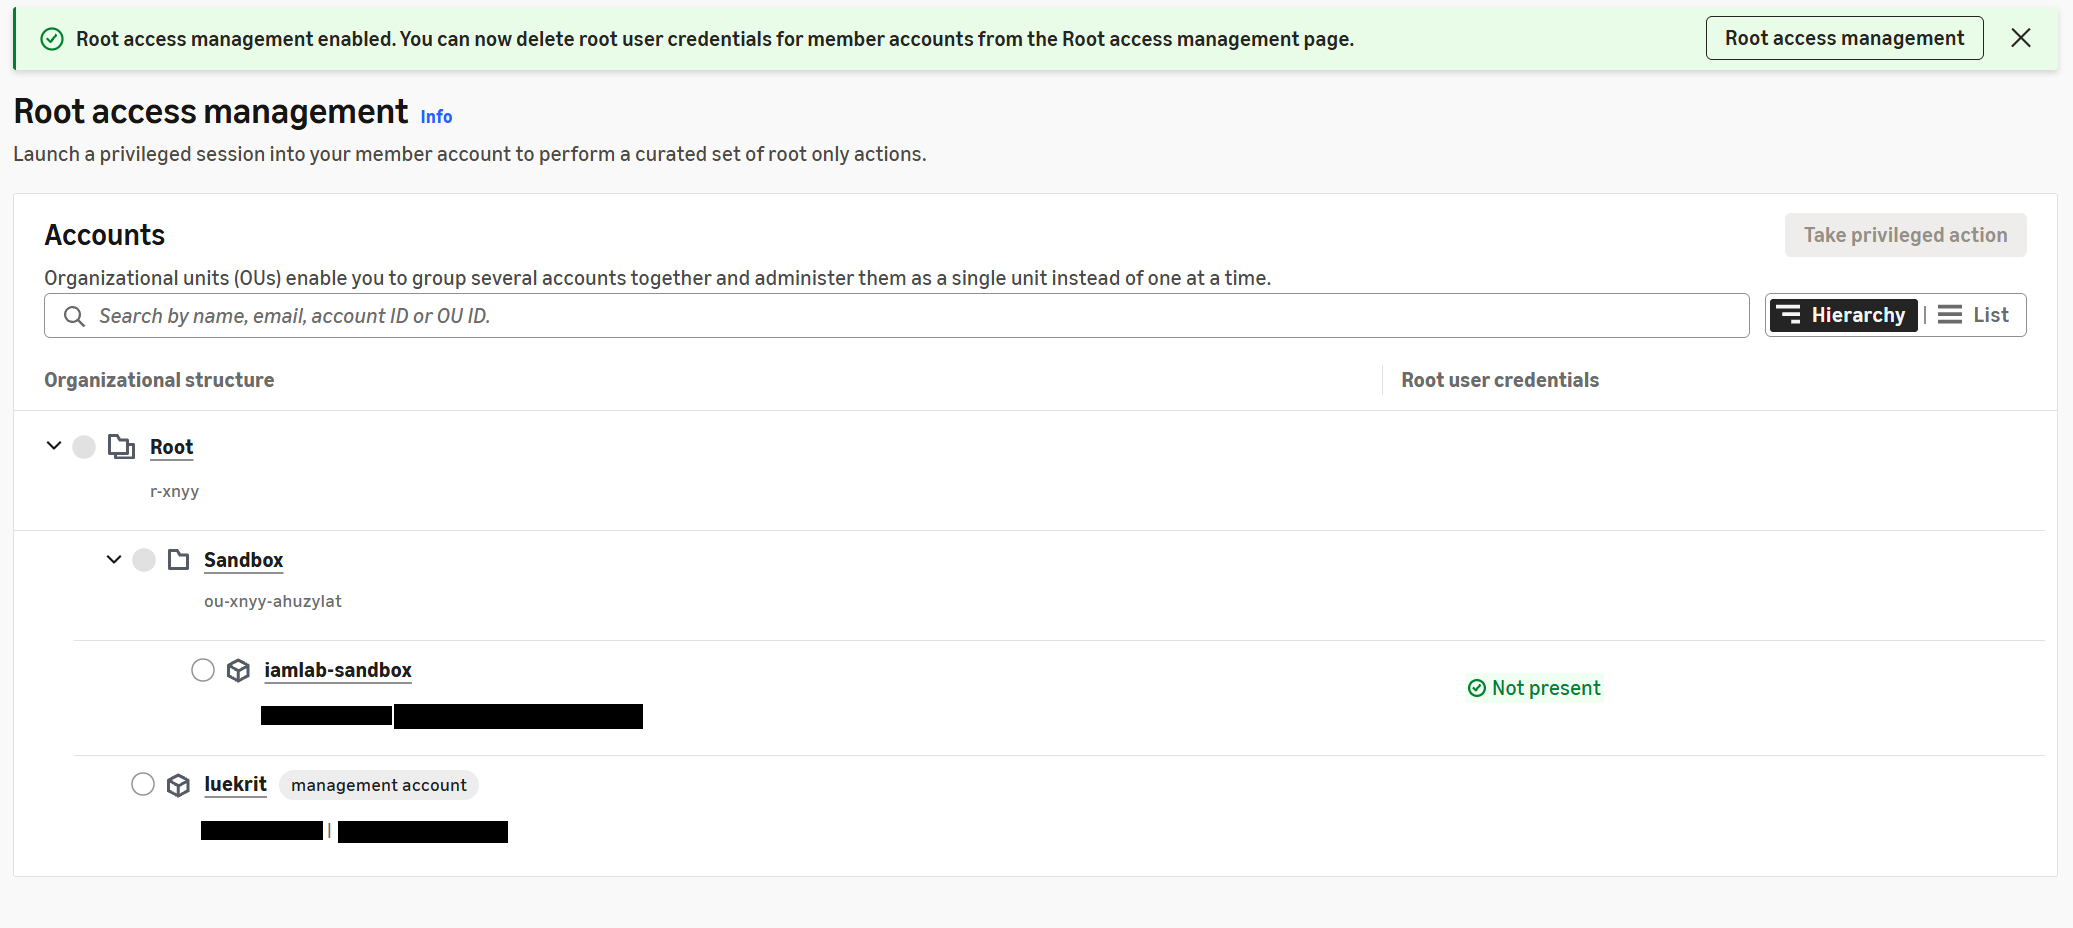 Root access management enabled. You can now delete root user credentials for member accounts from the Root access management page.
Root access management
Root access management Info
Launch a privileged session into your member account to perform a curated set of root only actions.
Accounts
Take privileged action
Organizational units (OUs) enable you to group several accounts together and administer them as a single unit instead of one at a time.
Search by name, email, account ID or OU ID.
Hierarchy | List
Organizational structure
Root user credentials
Root
r-xnyy
Sandbox
ou-xnyy-ahuzylat
iamlab-sandbox
Not present
luekrit management account
|